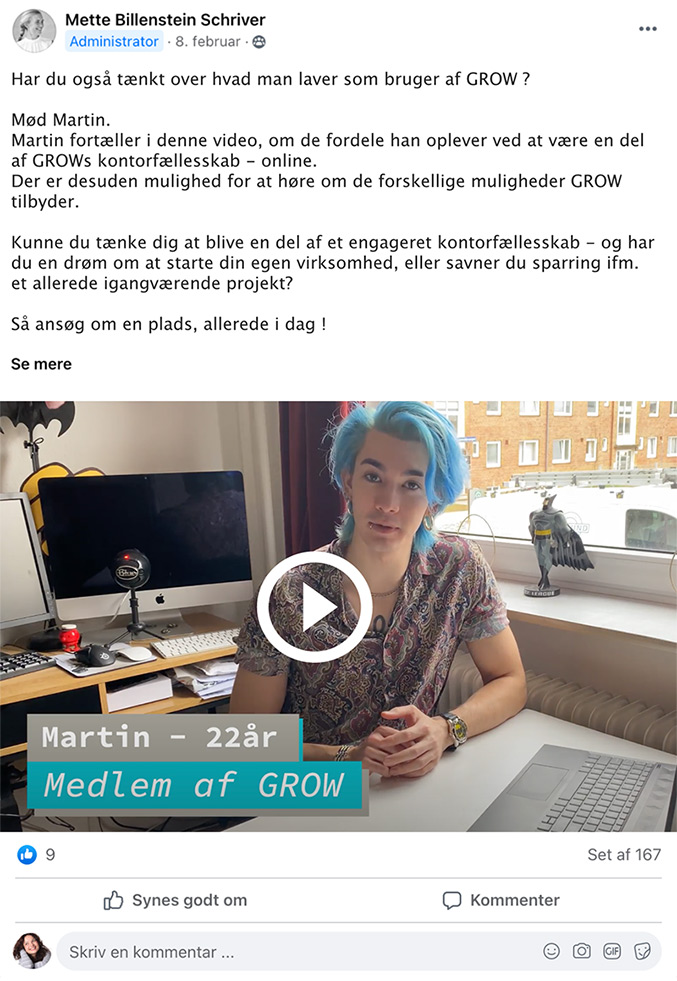 Mette Billenstein Schriver
Administrator · 8. februar ·
Har du også tænkt over hvad man laver som bruger af GROW ?
Mød Martin.
Martin fortæller i denne video, om de fordele han oplever ved at være en del
af GROWs kontorfællesskab – online.
Der er desuden mulighed for at høre om de forskellige muligheder GROW
tilbyder.
Kunne du tænke dig at blive en del af et engageret kontorfællesskab – og har
du en drøm om at starte din egen virksomhed, eller savner du sparring ifm.
et allerede igangværende projekt?
Så ansøg om en plads, allerede i dag !
Se mere
Blue
Martin - 22år
Medlem af GROW
9
Set af 167
Synes godt om
Kommenter
Skriv en kommentar ...
GIF